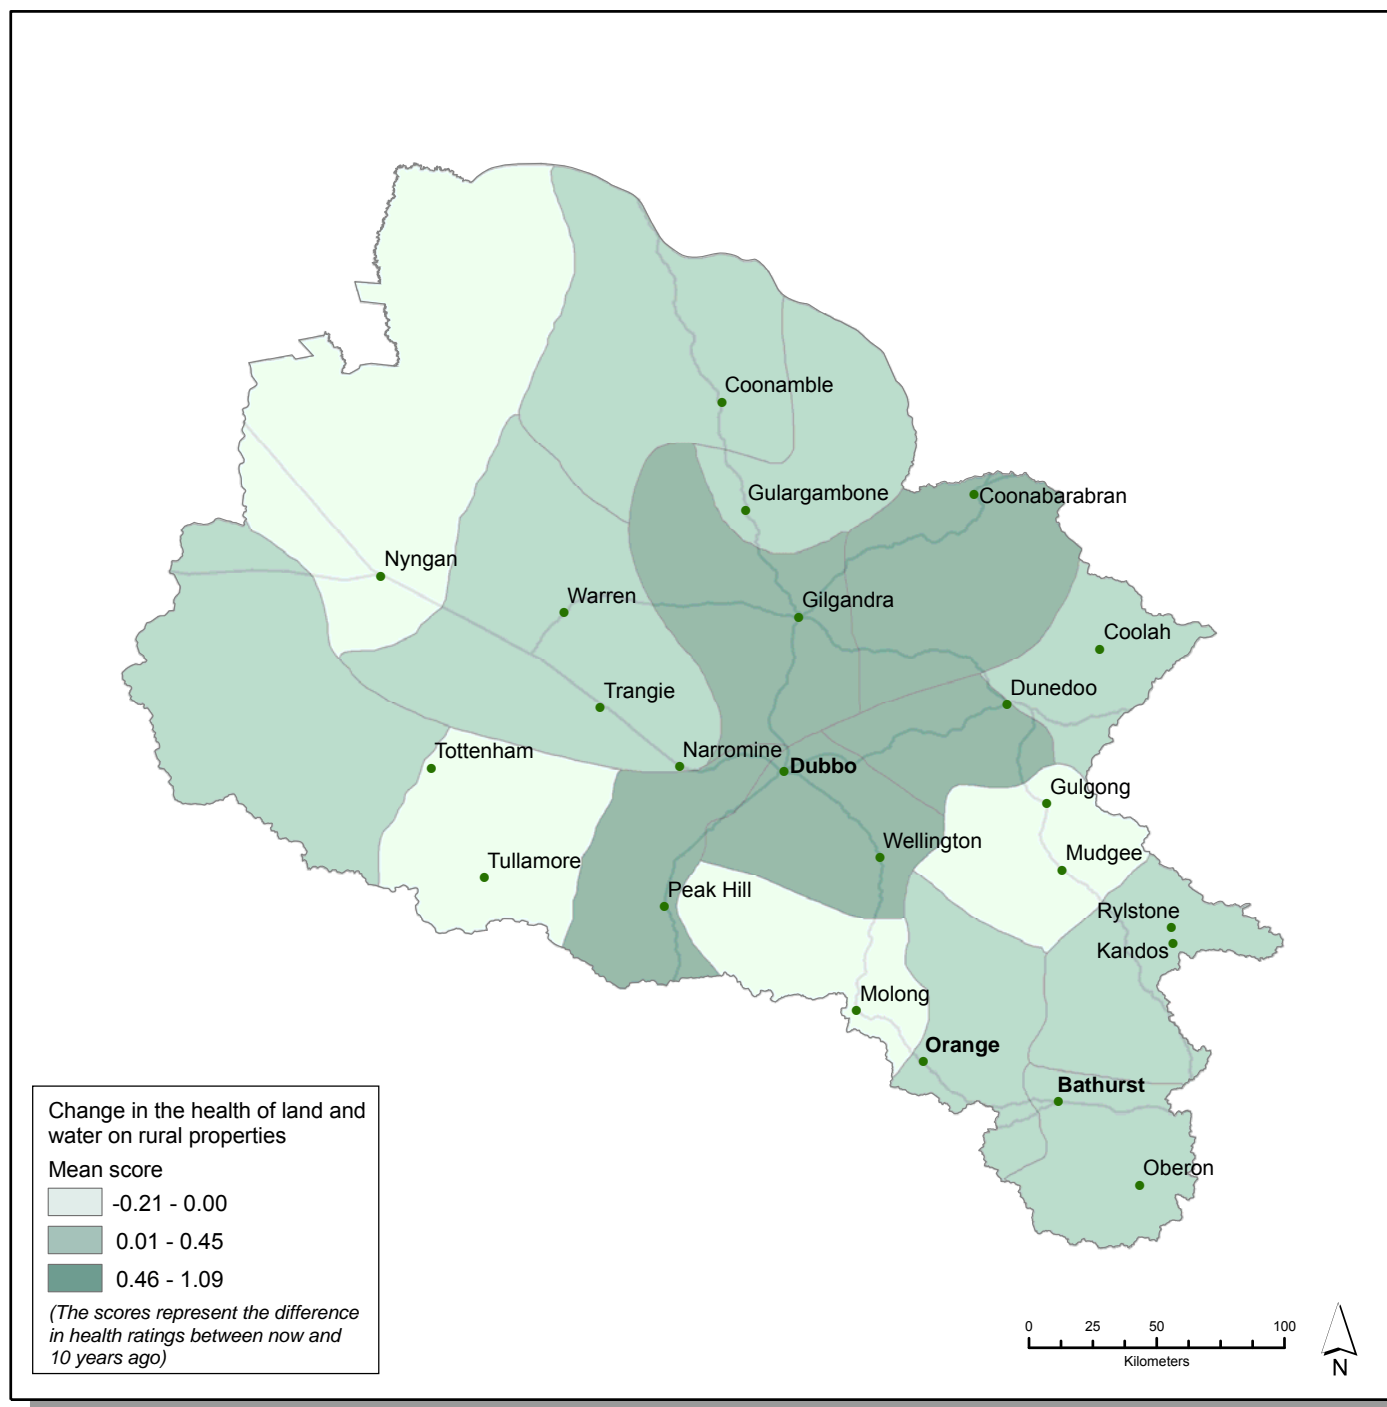 Coonamble
Gulargambone
Coonabarabran
Nyngan
Warren
Gilgandra
Coolah
Trangie
Dunedoo
Tottenham
Narromine
Dubbo
Gulgong
Wellington
Mudgee
Tullamore
Peak Hill
Rylstone
Kandos
Molong
Orange
Bathurst
Oberon
Change in the health of land and
water on rural properties
Mean score
-0.21 - 0.00
0.01 - 0.45
0.46 - 1.09
(The scores represent the difference
in health ratings between now and
10 years ago)
0 25 50 100
Kilometers
N